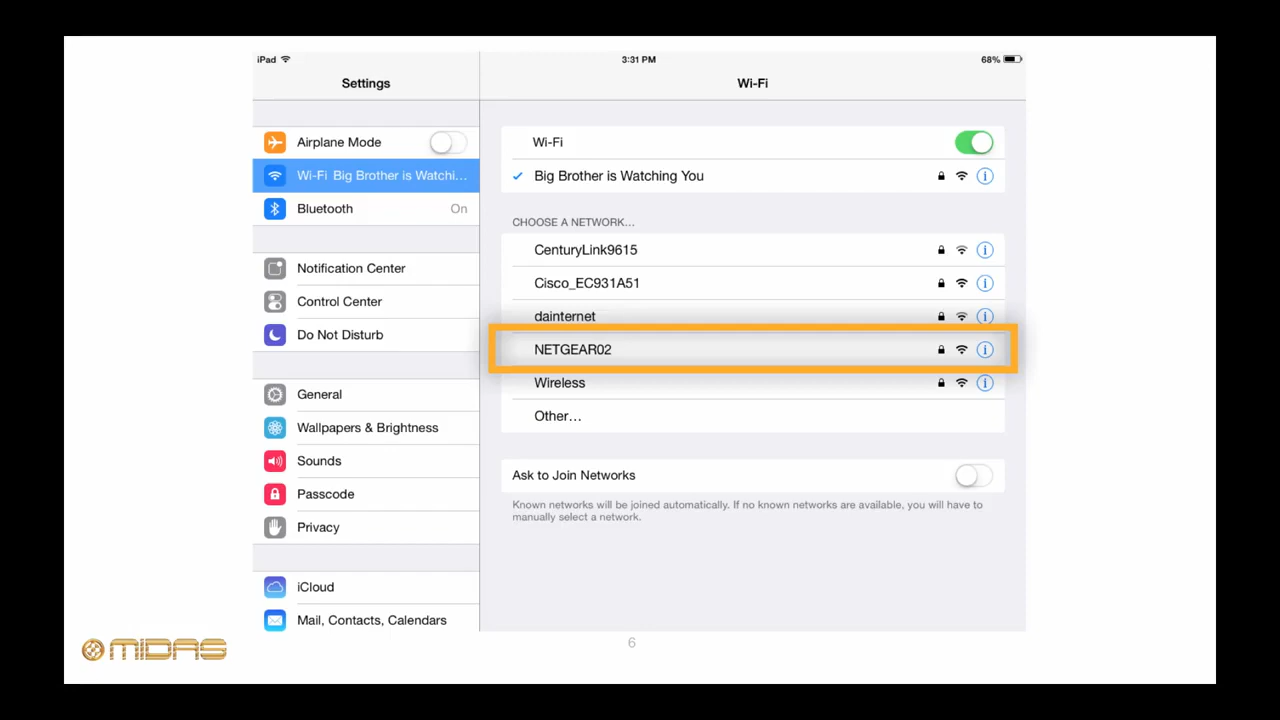 iPad
3:31 PM
68%
Settings
Wi-Fi
Airplane Mode
Wi-Fi Big Brother is Watchi...
Bluetooth On
Notification Center
Control Center
Do Not Disturb
General
Wallpapers & Brightness
Sounds
Passcode
Privacy
iCloud
Mail, Contacts, Calendars
Wi-Fi
Big Brother is Watching You
CHOOSE A NETWORK...
CenturyLink9615
Cisco_EC931A51
dainternet
NETGEAR02
Wireless
Other...
Ask to Join Networks
Known networks will be joined automatically. If no known networks are available, you will have to
manually select a network.
MIDAS
6